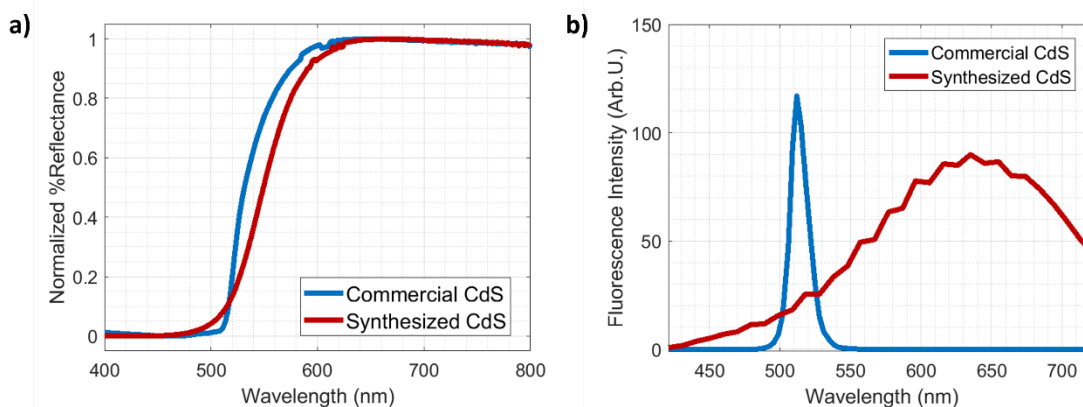 a)
Normalized %Reflectance
1
0.8
0.6
0.4
0.2
0
400
500
600
700
800
Wavelength (nm)
Commercial CdS
Synthesized CdS
b)
Fluorescence Intensity (Arb.U.)
150
100
50
0
450
500
550
600
650
700
Wavelength (nm)
Commercial CdS
Synthesized CdS